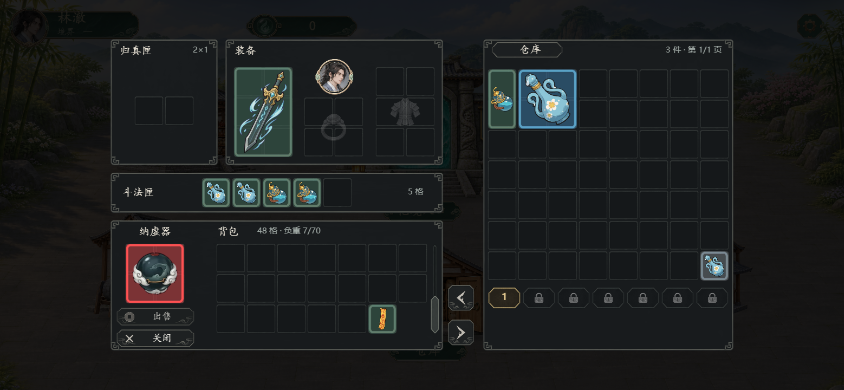 归真匣 2×1
装备
仓库 3 件 · 第 1/1 页
斗法匣 5 格
纳虚器
背包 48 格 · 负重 7/70
出售
关闭
1
0